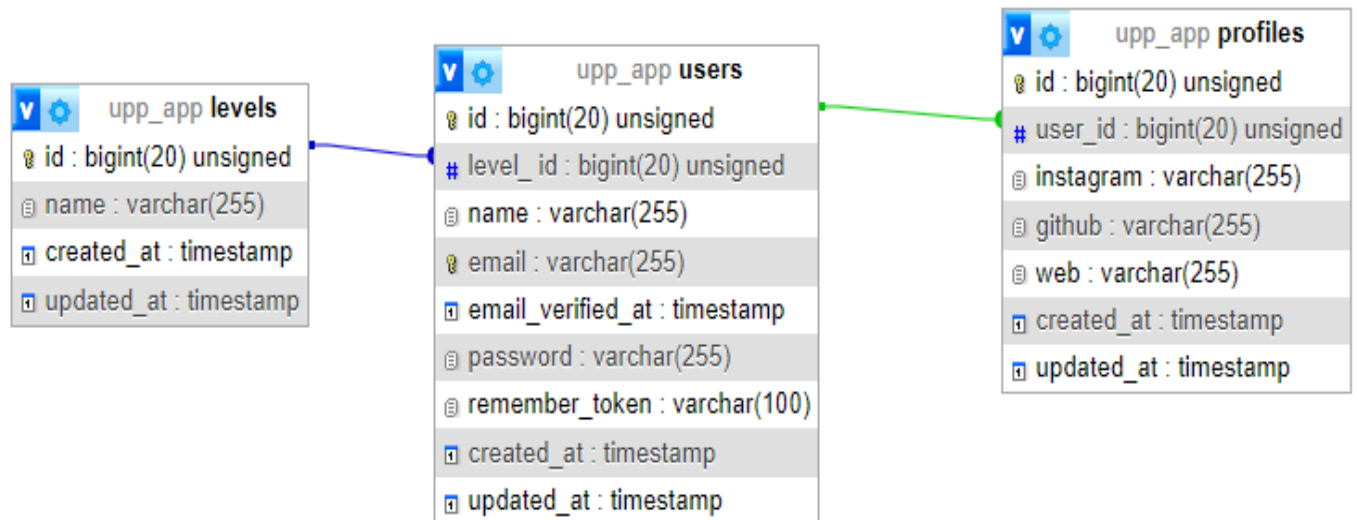 v upp_app levels
id : bigint(20) unsigned
name : varchar(255)
created_at : timestamp
updated_at : timestamp
v upp_app users
id : bigint(20) unsigned
# level_ id : bigint(20) unsigned
name : varchar(255)
email : varchar(255)
email_verified_at : timestamp
password : varchar(255)
remember_token : varchar(100)
created_at : timestamp
updated_at : timestamp
v upp_app profiles
id : bigint(20) unsigned
# user_id : bigint(20) unsigned
instagram : varchar(255)
github : varchar(255)
web : varchar(255)
created_at : timestamp
updated_at : timestamp